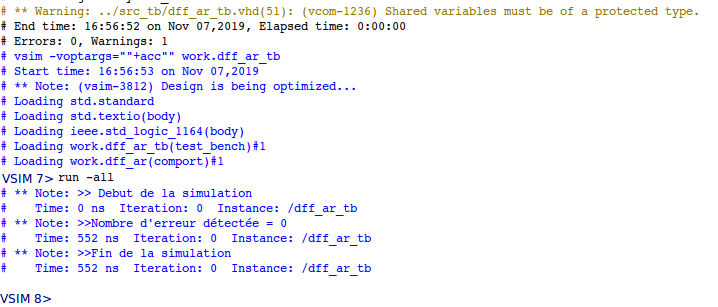 # ** Warning: ../src_tb/dff_ar_tb.vhd(51): (vcom-1236) Shared variables must be of a protected type.
# End time: 16:56:52 on Nov 07,2019, Elapsed time: 0:00:00
# Errors: 0, Warnings: 1
# vsim -voptargs=""+acc"" work.dff_ar_tb
# Start time: 16:56:53 on Nov 07,2019
# ** Note: (vsim-3812) Design is being optimized...
# Loading std.standard
# Loading std.textio(body)
# Loading ieee.std_logic_1164(body)
# Loading work.dff_ar_tb(test_bench)#1
# Loading work.dff_ar(comport)#1
VSIM 7> run -all
# ** Note: >> Debut de la simulation
#    Time: 0 ns  Iteration: 0  Instance: /dff_ar_tb
# ** Note: >>Nombre d'erreur détectée = 0
#    Time: 552 ns  Iteration: 0  Instance: /dff_ar_tb
# ** Note: >>Fin de la simulation
#    Time: 552 ns  Iteration: 0  Instance: /dff_ar_tb
VSIM 8>